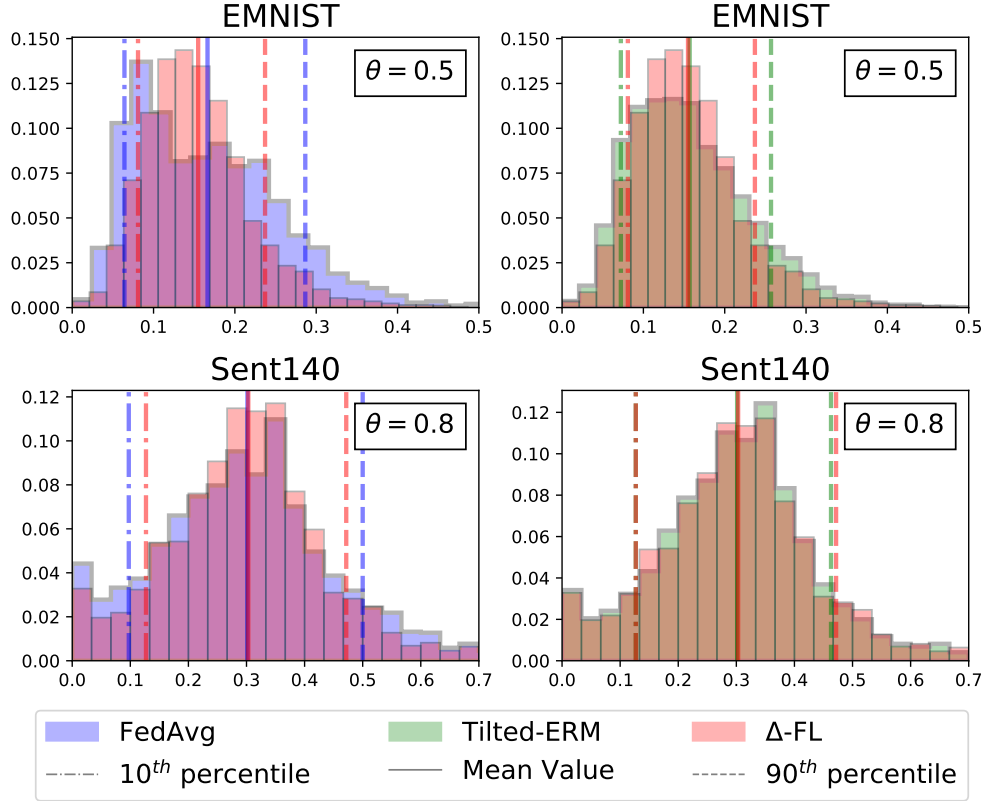 EMNIST EMNIST
0.150 0.150
θ = 0.5 θ = 0.5
0.125 0.125
0.100 0.100
0.075 0.075
0.050 0.050
0.025 0.025
0.000 0.000
0.0 0.1 0.2 0.3 0.4 0.5 0.0 0.1 0.2 0.3 0.4 0.5
Sent140 Sent140
0.12 0.12
θ = 0.8 θ = 0.8
0.10 0.10
0.08 0.08
0.06 0.06
0.04 0.04
0.02 0.02
0.00 0.00
0.0 0.1 0.2 0.3 0.4 0.5 0.6 0.7 0.0 0.1 0.2 0.3 0.4 0.5 0.6 0.7
FedAvg Tilted-ERM Δ-FL
10th percentile Mean Value 90th percentile